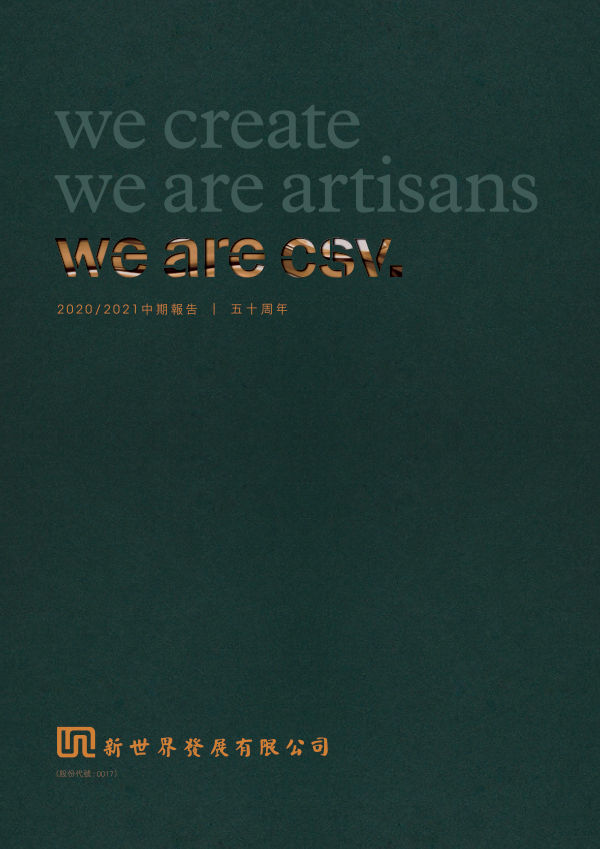 we create
we are artisans
we are csv.
2020/2021中期報告 | 五十周年
新世界發展有限公司
（股份代號 : 0017）